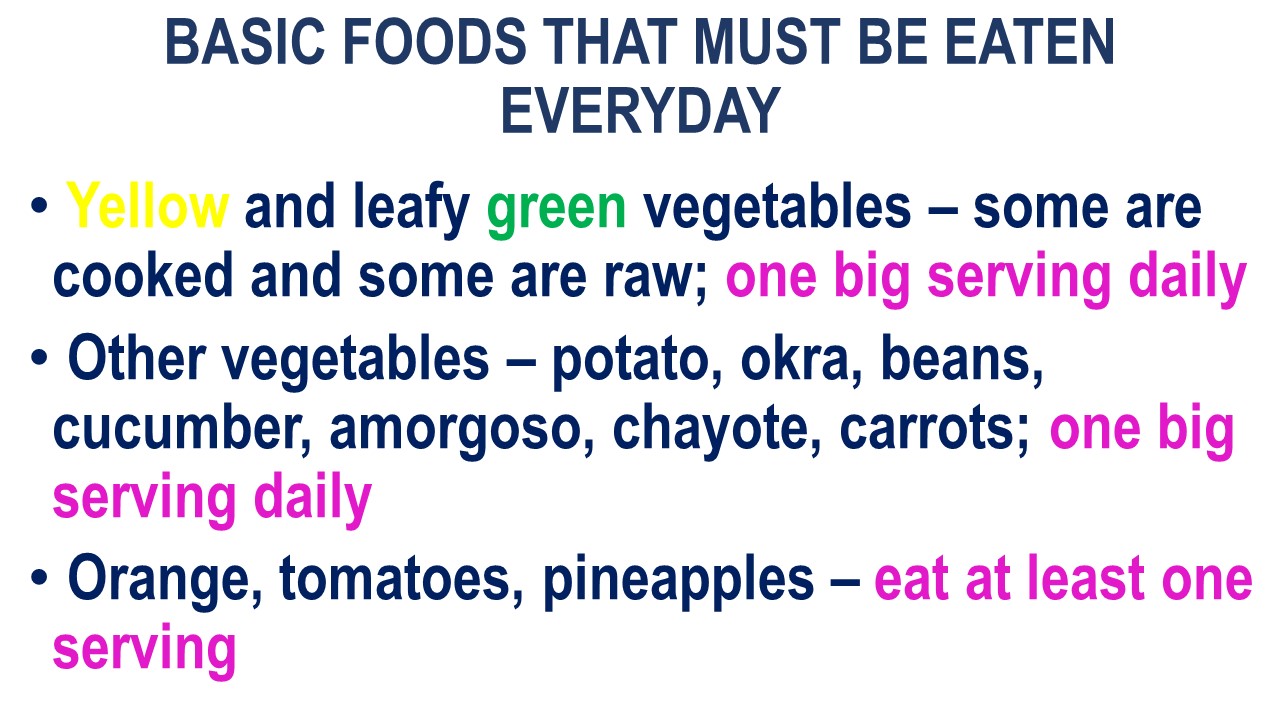 BASIC FOODS THAT MUST BE EATEN
EVERYDAY
• Yellow and leafy green vegetables – some are
cooked and some are raw; one big serving daily
• Other vegetables – potato, okra, beans,
cucumber, amorgoso, chayote, carrots; one big
serving daily
• Orange, tomatoes, pineapples – eat at least one
serving